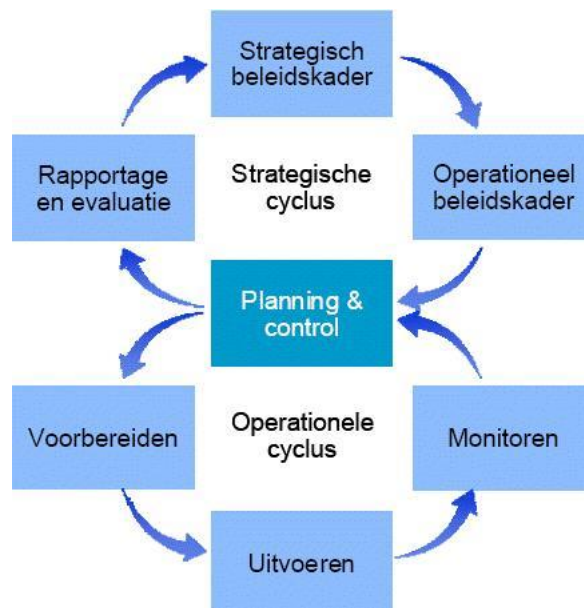 Strategisch
beleidskader
Rapportage
en evaluatie
Strategische
cyclus
Operationeel
beleidskader
Planning &
control
Voorbereiden
Operationele
cyclus
Monitoren
Uitvoeren